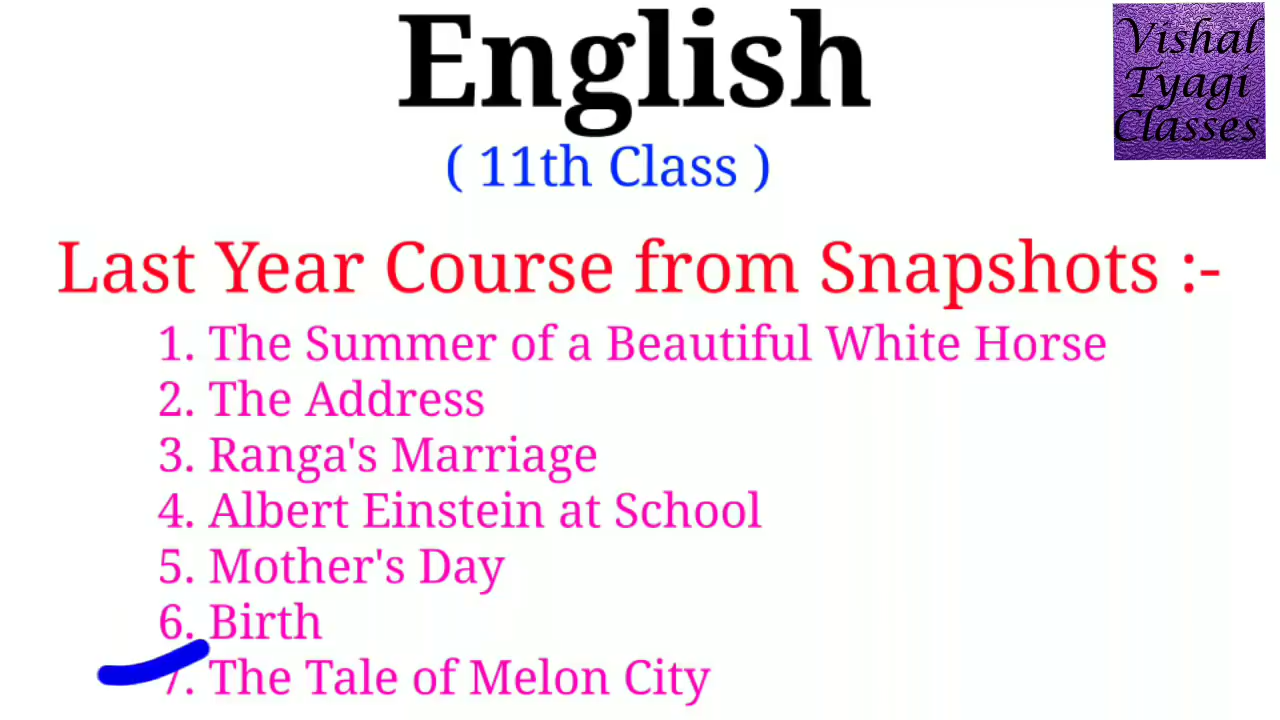 English
Vishal
Tyagi
Classes
( 11th Class )
Last Year Course from Snapshots :-
1. The Summer of a Beautiful White Horse
2. The Address
3. Ranga's Marriage
4. Albert Einstein at School
5. Mother's Day
6. Birth
7. The Tale of Melon City